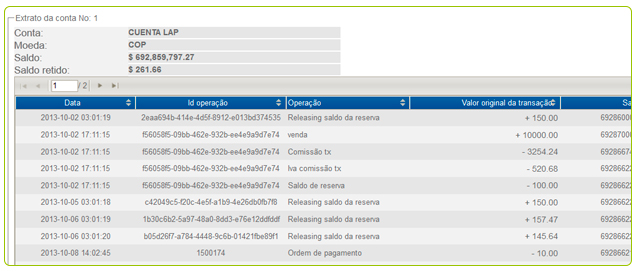 Extrato da conta No: 1
Conta: CUENTA LAP
Moeda: COP
Saldo: $ 692,859,797.27
Saldo retido: $ 261.66
1 / 2
Data Id operação Operação Valor original da transação Sa
2013-10-02 03:01:19 2eaa694b-414e-4d5f-8912-e013bd374535 Releasing saldo da reserva + 150.00 6928600
2013-10-02 17:11:15 f56058f5-09bb-462e-932b-ee4e9a9d7e74 venda + 10000.00 6928700
2013-10-02 17:11:15 f56058f5-09bb-462e-932b-ee4e9a9d7e74 Comissão tx - 3254.24 6928667
2013-10-02 17:11:15 f56058f5-09bb-462e-932b-ee4e9a9d7e74 Iva comissão tx - 520.68 6928662
2013-10-02 17:11:15 f56058f5-09bb-462e-932b-ee4e9a9d7e74 Saldo de reserva - 100.00 6928662
2013-10-05 03:01:18 c42049c5-f20c-4e5f-a1b9-4e26db0fb7f8 Releasing saldo da reserva + 150.00 6928662
2013-10-06 03:01:19 1b30c6b2-5a97-48a0-8dd3-e76e12ddfddf Releasing saldo da reserva + 157.47 6928662
2013-10-06 03:01:20 b05d26f7-a784-4448-9c6b-01421fbe89f1 Releasing saldo da reserva + 145.64 6928662
2013-10-08 14:02:45 1500174 Ordem de pagamento - 10.00 6928621